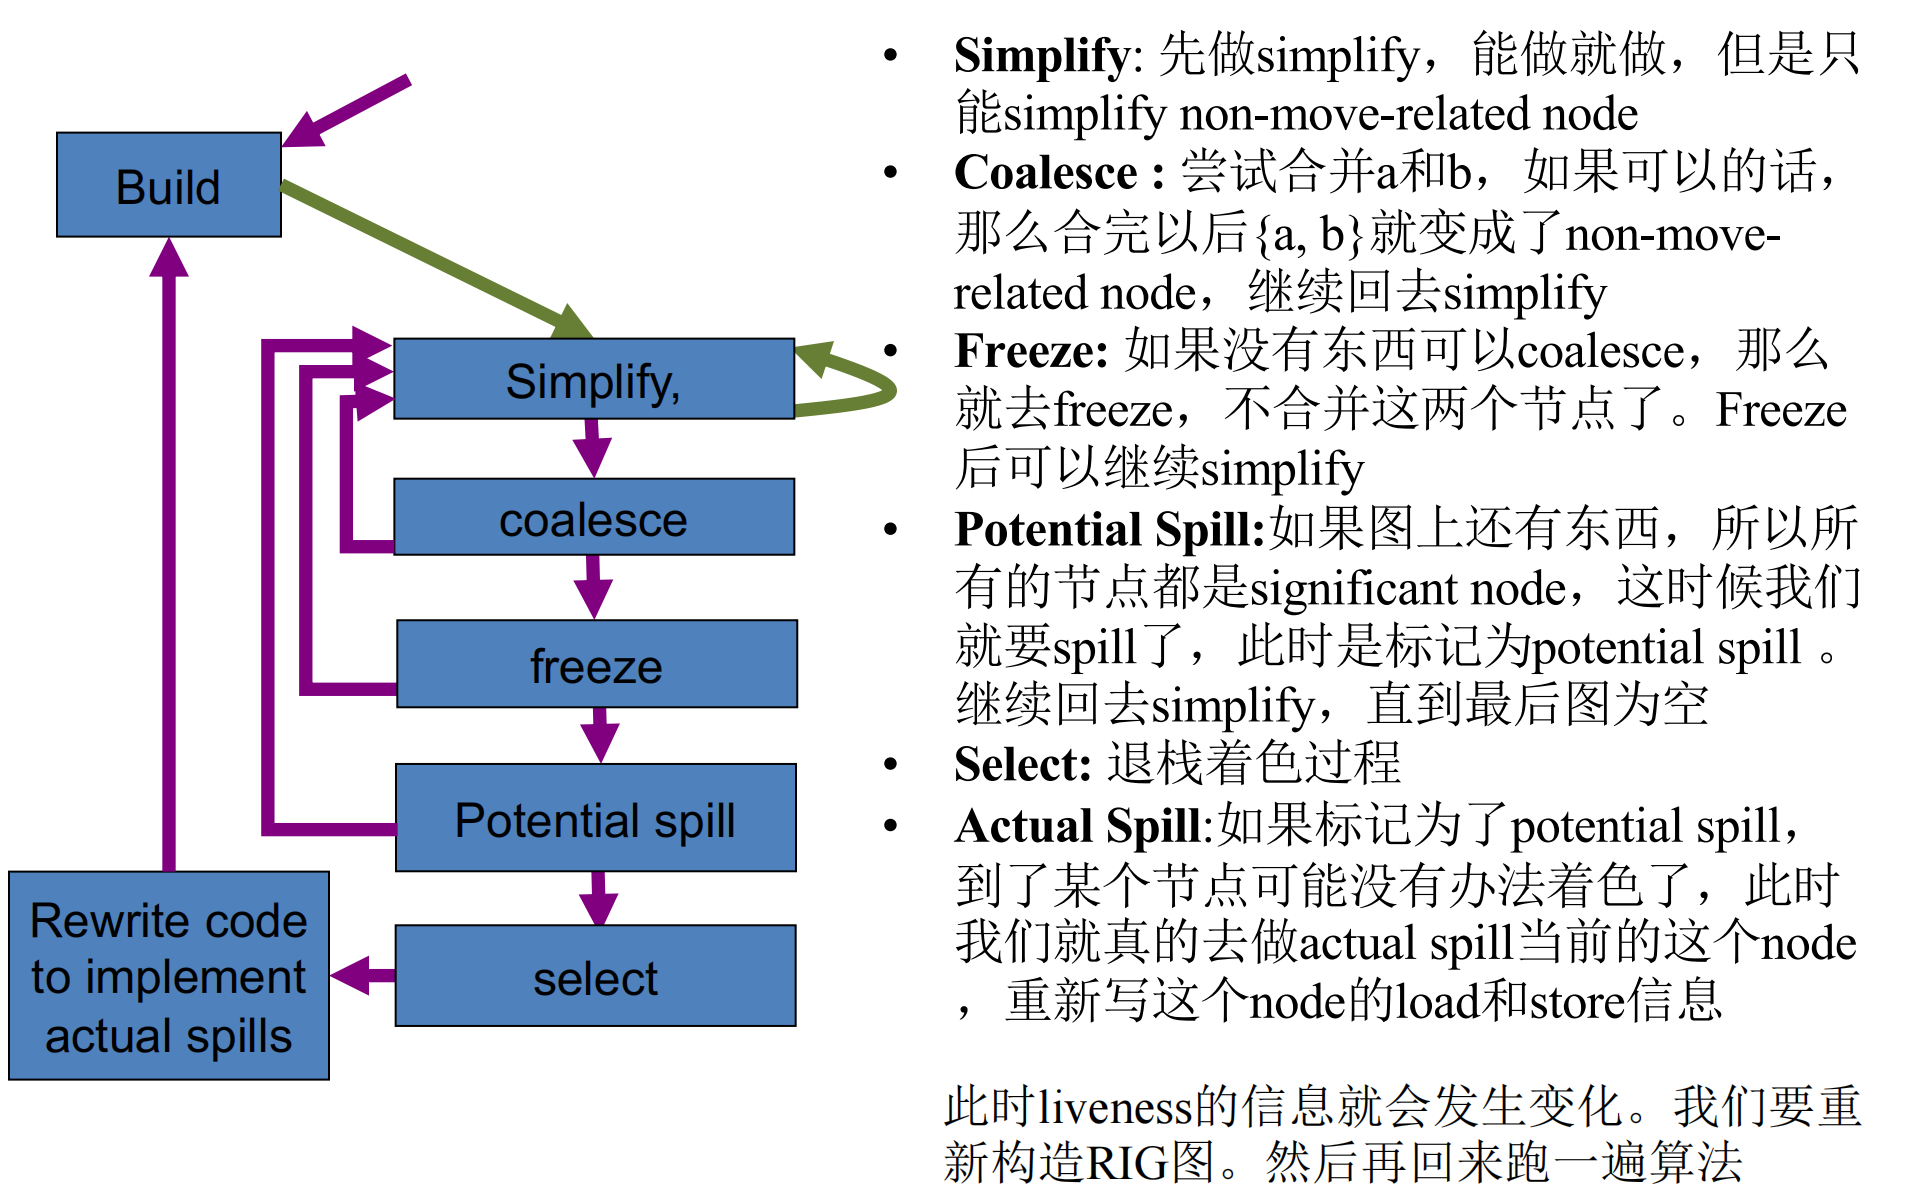 Build
Simplify,
coalesce
freeze
Potential spill
select
Rewrite code
to implement
actual spills
• Simplify: 先做simplify，能做就做，但是只
能simplify non-move-related node
• Coalesce : 尝试合并a和b，如果可以的话，
那么合完以后{a, b}就变成了non-move-
related node，继续回去simplify
• Freeze: 如果没有东西可以coalesce，那么
就去freeze，不合并这两个节点了。Freeze
后可以继续simplify
• Potential Spill:如果图上还有东西，所以所
有的节点都是significant node，这时候我们
就要spill了，此时是标记为potential spill 。
继续回去simplify，直到最后图为空
• Select: 退栈着色过程
• Actual Spill:如果标记为了potential spill，
到了某个节点可能没有办法着色了，此时
我们就真的去做actual spill当前的这个node
，重新写这个node的load和store信息
此时liveness的信息就会发生变化。我们要重
新构造RIG图。然后再回来跑一遍算法